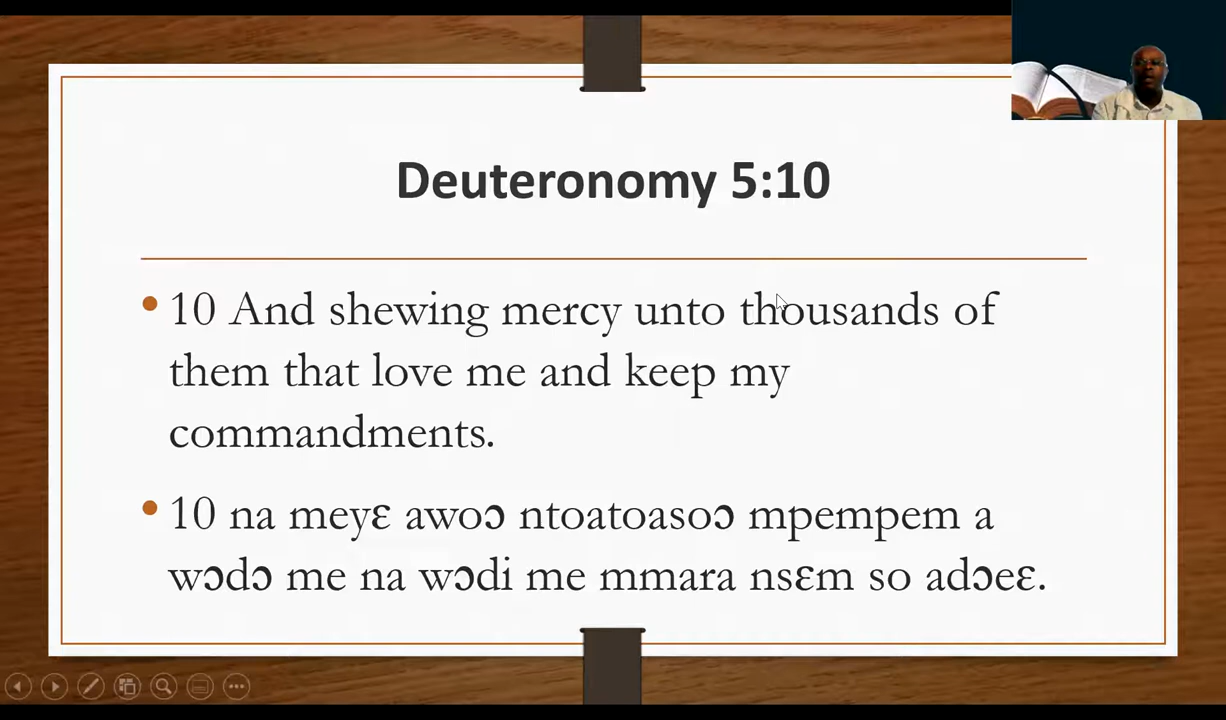 Deuteronomy 5:10
• 10 And shewing mercy unto thousands of
them that love me and keep my
commandments.
• 10 na meyɛ awoɔ ntoatoasoɔ mpempem a
wɔdɔ me na wɔdi me mmara nsɛm so adɔeɛ.